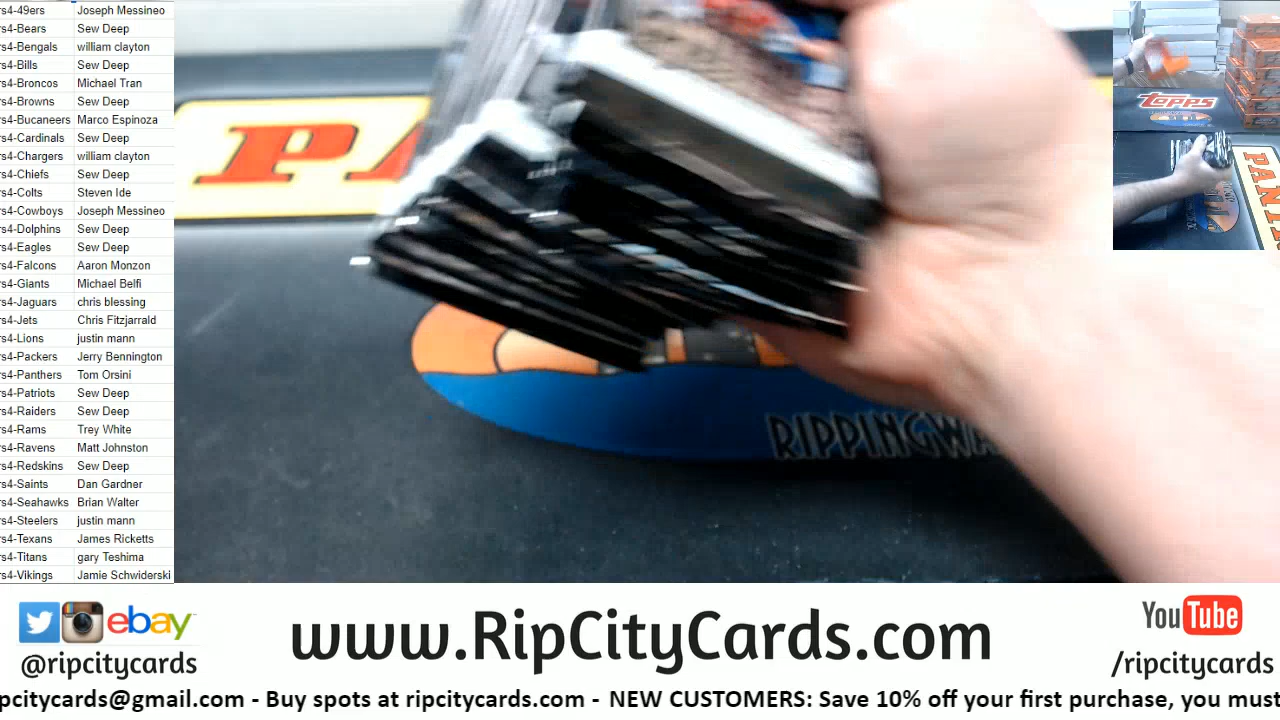 rs4-49ers Joseph Messineo
rs4-Bears Sew Deep
rs4-Bengals william clayton
rs4-Bills Sew Deep
rs4-Broncos Michael Tran
rs4-Browns Sew Deep
rs4-Bucaneers Marco Espinoza
rs4-Cardinals Sew Deep
rs4-Chargers william clayton
rs4-Chiefs Sew Deep
rs4-Colts Steven Ide
rs4-Cowboys Joseph Messineo
rs4-Dolphins Sew Deep
rs4-Eagles Sew Deep
rs4-Falcons Aaron Monzon
rs4-Giants Michael Belfi
rs4-Jaguars chris blessing
rs4-Jets Chris Fitzjarrald
rs4-Lions justin mann
rs4-Packers Jerry Bennington
rs4-Panthers Tom Orsini
rs4-Patriots Sew Deep
rs4-Raiders Sew Deep
rs4-Rams Trey White
rs4-Ravens Matt Johnston
rs4-Redskins Sew Deep
rs4-Saints Dan Gardner
rs4-Seahawks Brian Walter
rs4-Steelers justin mann
rs4-Texans James Ricketts
rs4-Titans gary Teshima
rs4-Vikings Jamie Schwiderski
PA
RIPPINGWA
Topps
PANI
ebay
@ripcitycards
www.RipCityCards.com
YouTube
/ripcitycards
pcitycards@gmail.com - Buy spots at ripcitycards.com - NEW CUSTOMERS: Save 10% off your first purchase, you must